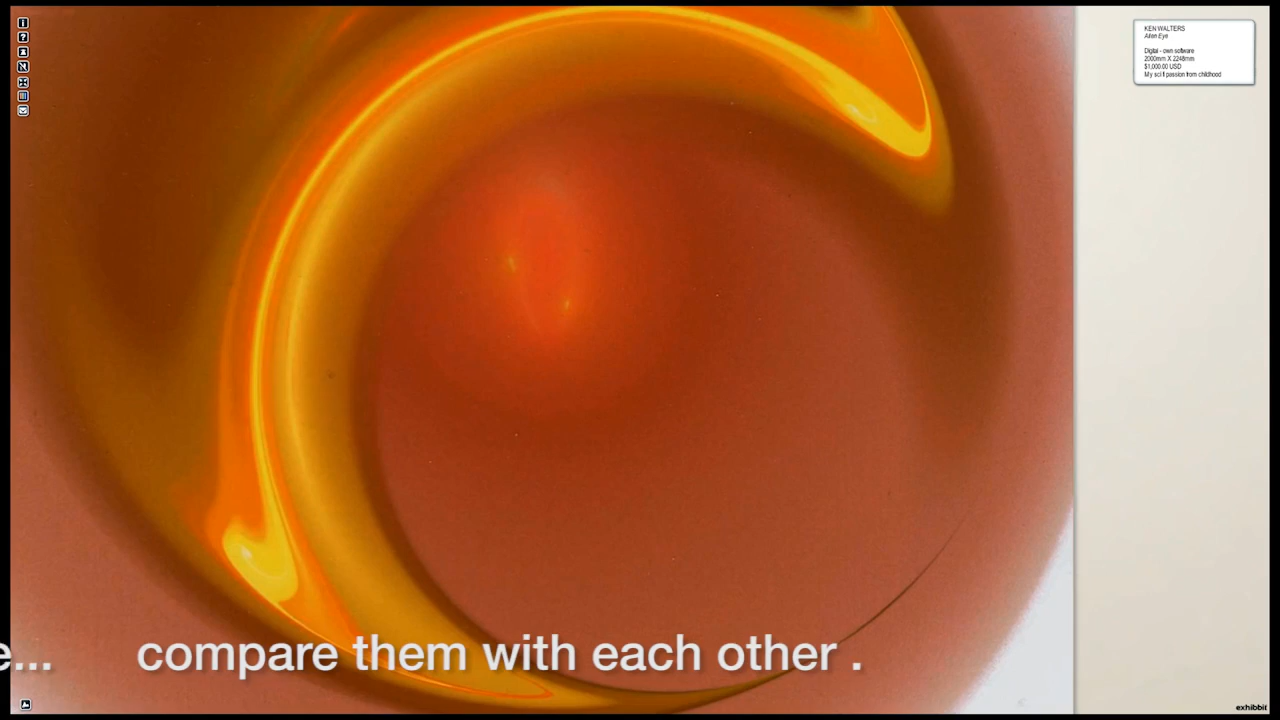 KEN WALTERS
Alien Eye
Digital - own software
2000mm X 2248mm
$1,000.00 USD
My sci fi passion from childhood
e... compare them with each other .
exhibbit